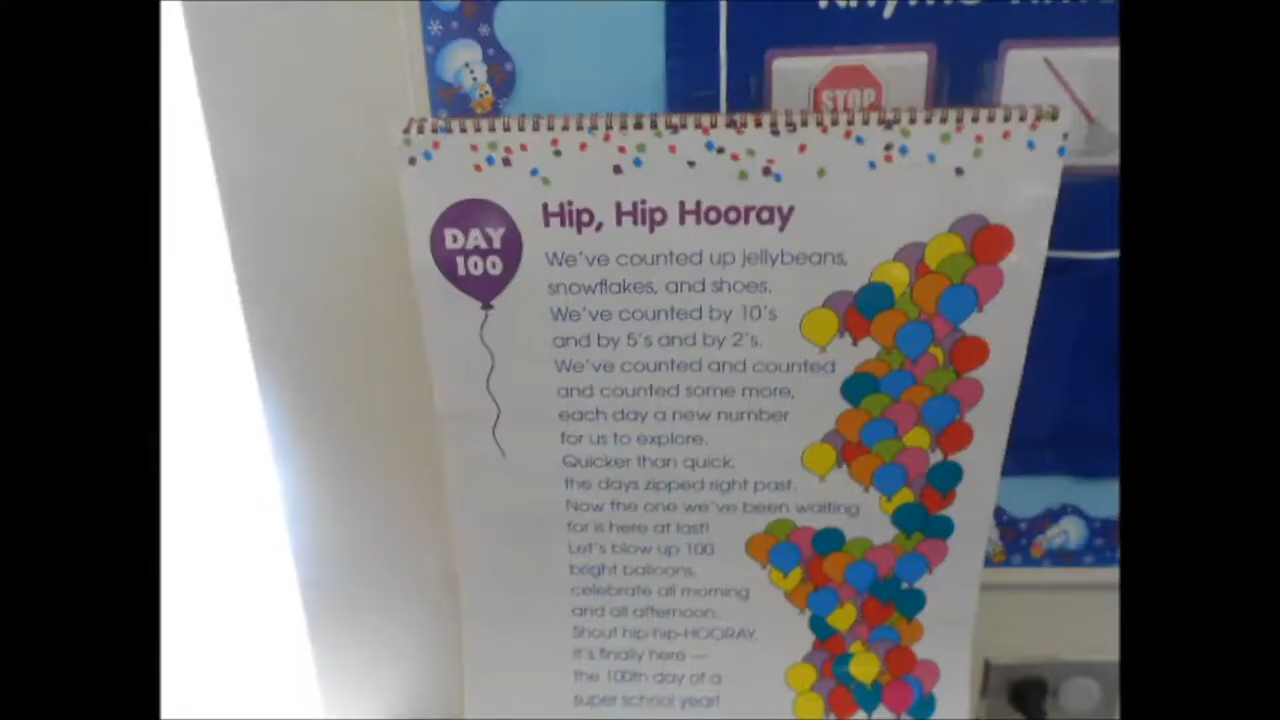 STOP
DAY
100
Hip, Hip Hooray
We've counted up jellybeans,
snowflakes, and shoes.
We've counted by 10's
and by 5's and by 2's.
We've counted and counted
and counted some more,
each day a new number
for us to explore.
Quicker than quick,
the days zipped right past.
Now the one we've been waiting
for is here at last!
Let's blow up 100
bright balloons,
celebrate all morning
and all afternoon.
Shout hip-hip-HOORAY,
it's finally here —
the 100th day of a
super school year!